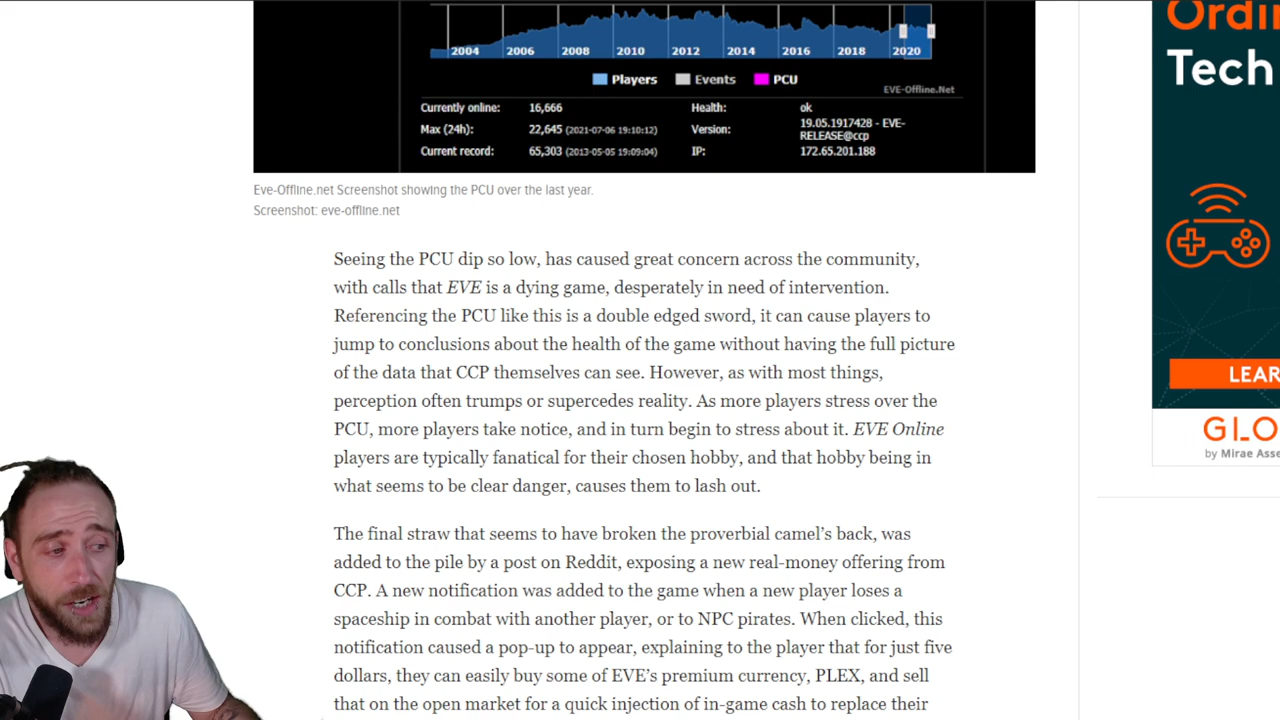 2004 2006 2008 2010 2012 2014 2016 2018 2020
Players Events PCU
EVE-Offline.Net
Currently online: 16,666 Health: ok
Max (24h): 22,645 (2021-07-06 19:10:12) Version: 19.05.1917428 - EVE-
RELEASE@ccp
Current record: 65,303 (2013-05-05 19:09:04) IP: 172.65.201.188
Eve-Offline.net Screenshot showing the PCU over the last year.
Screenshot: eve-offline.net
Seeing the PCU dip so low, has caused great concern across the community,
with calls that EVE is a dying game, desperately in need of intervention.
Referencing the PCU like this is a double edged sword, it can cause players to
jump to conclusions about the health of the game without having the full picture
of the data that CCP themselves can see. However, as with most things,
perception often trumps or supercedes reality. As more players stress over the
PCU, more players take notice, and in turn begin to stress about it. EVE Online
players are typically fanatical for their chosen hobby, and that hobby being in
what seems to be clear danger, causes them to lash out.
The final straw that seems to have broken the proverbial camel's back, was
added to the pile by a post on Reddit, exposing a new real-money offering from
CCP. A new notification was added to the game when a new player loses a
spaceship in combat with another player, or to NPC pirates. When clicked, this
notification caused a pop-up to appear, explaining to the player that for just five
dollars, they can easily buy some of EVE's premium currency, PLEX, and sell
that on the open market for a quick injection of in-game cash to replace their
Ordin
Tech
LEAR
GLO
by Mirae Asse